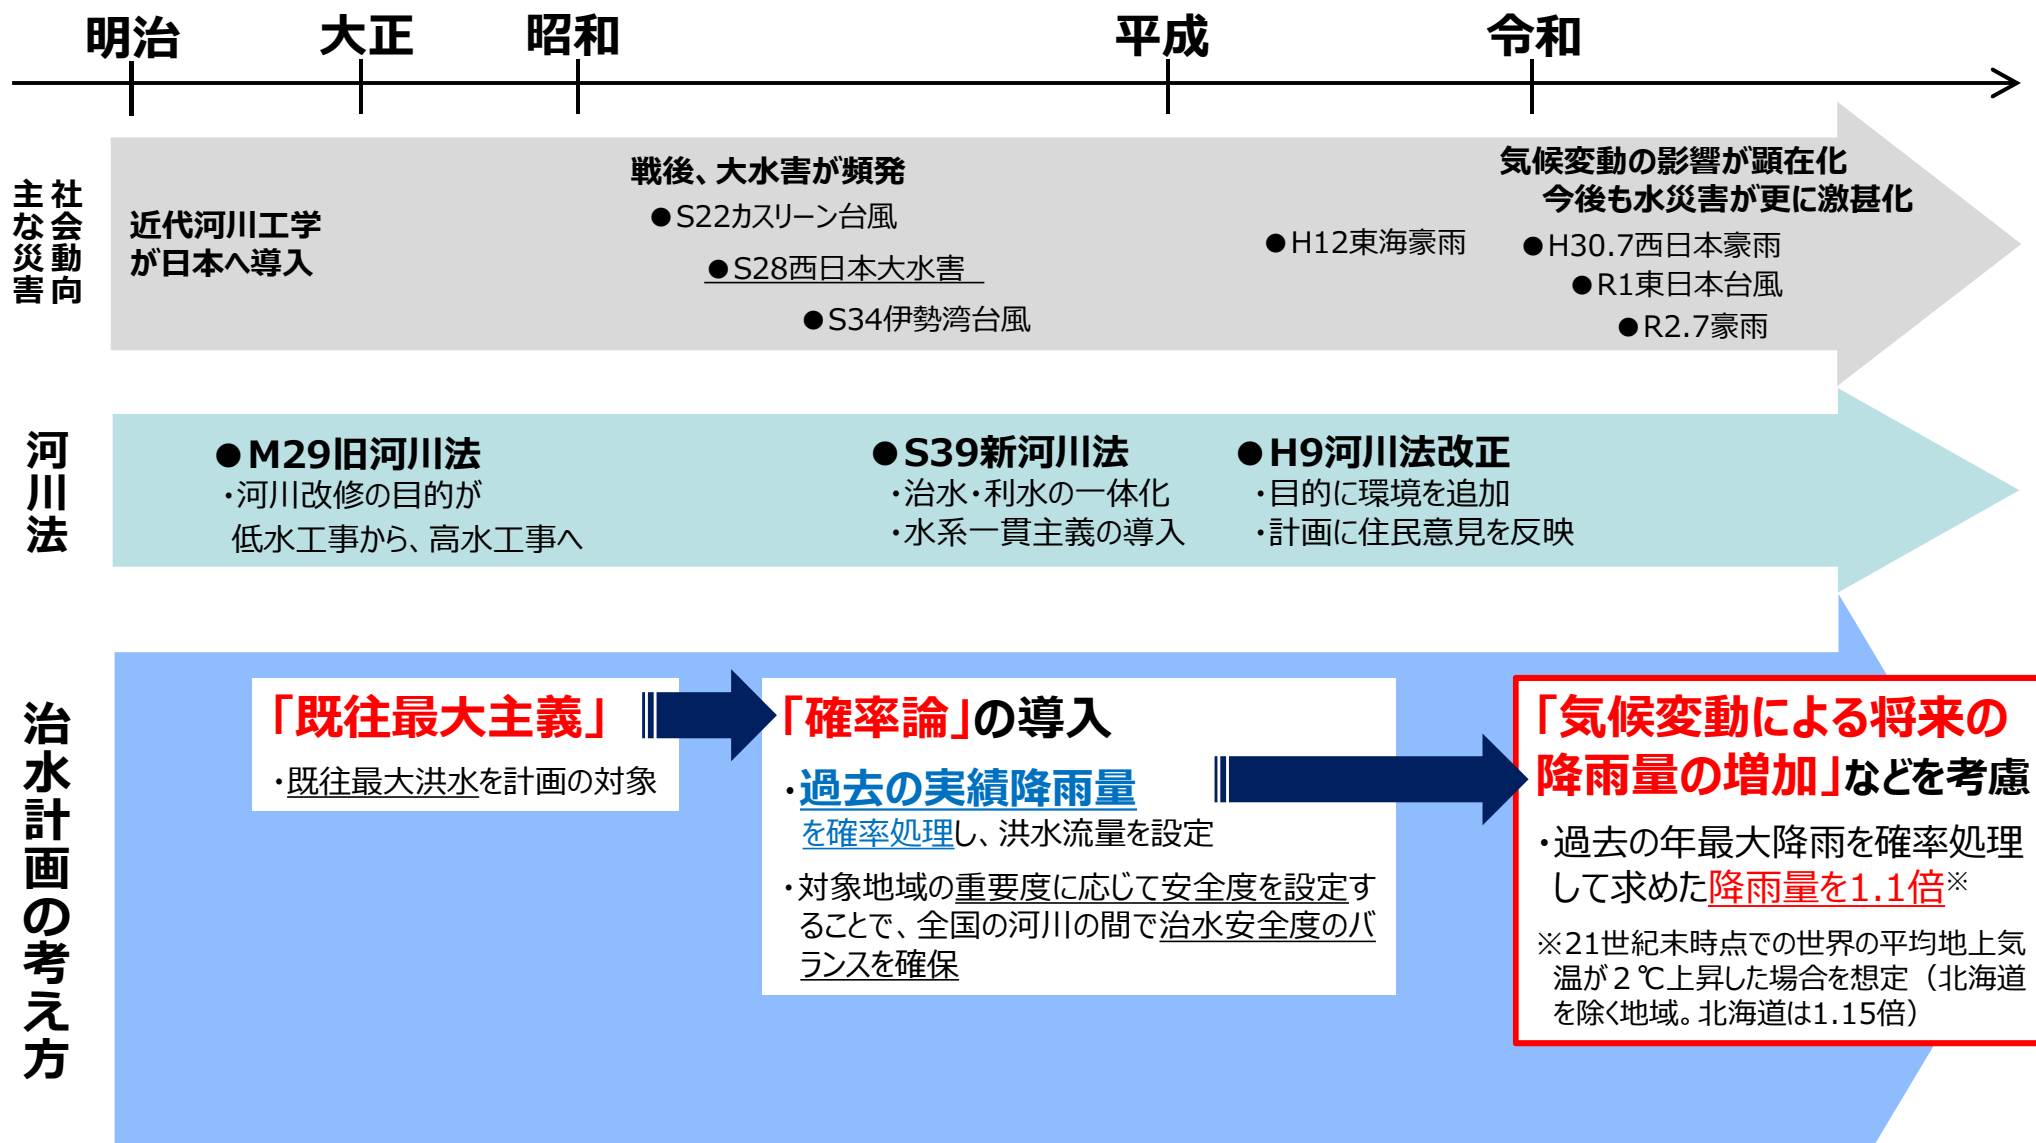 明治
大正
昭和
平成
令和
社会動向
主な災害
近代河川工学
が日本へ導入
戦後、大水害が頻発
●S22カスリーン台風
●S28西日本大水害
●S34伊勢湾台風
●H12東海豪雨
気候変動の影響が顕在化
今後も水災害が更に激甚化
●H30.7西日本豪雨
●R1東日本台風
●R2.7豪雨
河川法
●M29旧河川法
・河川改修の目的が
低水工事から、高水工事へ
●S39新河川法
・治水・利水の一体化
・水系一貫主義の導入
●H9河川法改正
・目的に環境を追加
・計画に住民意見を反映
治水計画の考え方
「既往最大主義」
・既往最大洪水を計画の対象
「確率論」の導入
・過去の実績降雨量
を確率処理し、洪水流量を設定
・対象地域の重要度に応じて安全度を設定す
ることで、全国の河川の間で治水安全度のバ
ランスを確保
「気候変動による将来の
降雨量の増加」などを考慮
・過去の年最大降雨を確率処理
して求めた降雨量を1.1倍※
※21世紀末時点での世界の平均地上気
温が２℃上昇した場合を想定（北海道
を除く地域。北海道は1.15倍）